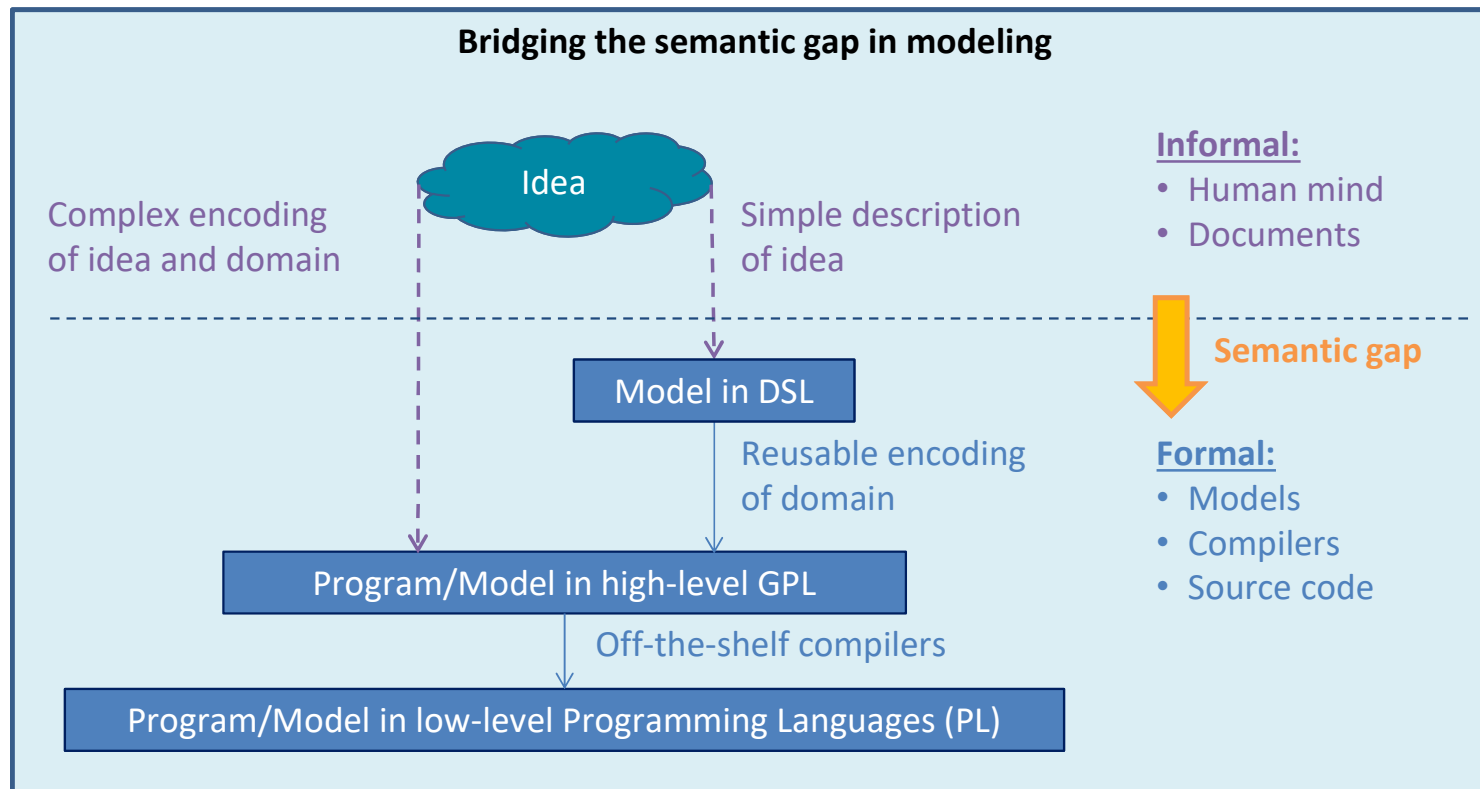 Bridging the semantic gap in modeling
Idea
Complex encoding
of idea and domain
Simple description
of idea
Informal:
• Human mind
• Documents
Semantic gap
Model in DSL
Reusable encoding
of domain
Formal:
• Models
• Compilers
• Source code
Program/Model in high-level GPL
Off-the-shelf compilers
Program/Model in low-level Programming Languages (PL)